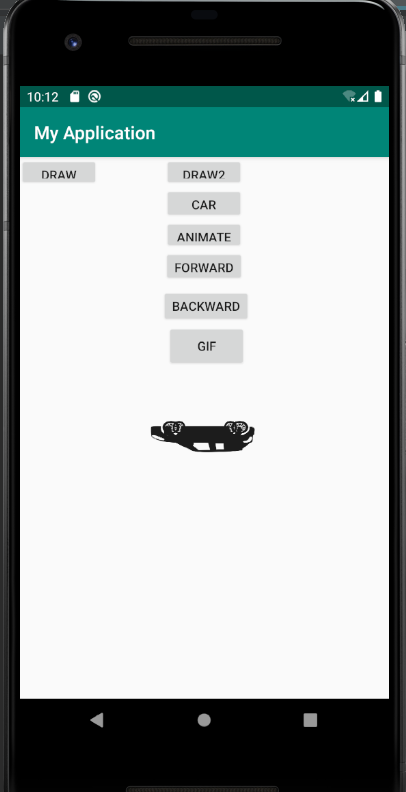 10:12
My Application
DRAW DRAW2
CAR
ANIMATE
FORWARD
BACKWARD
GIF